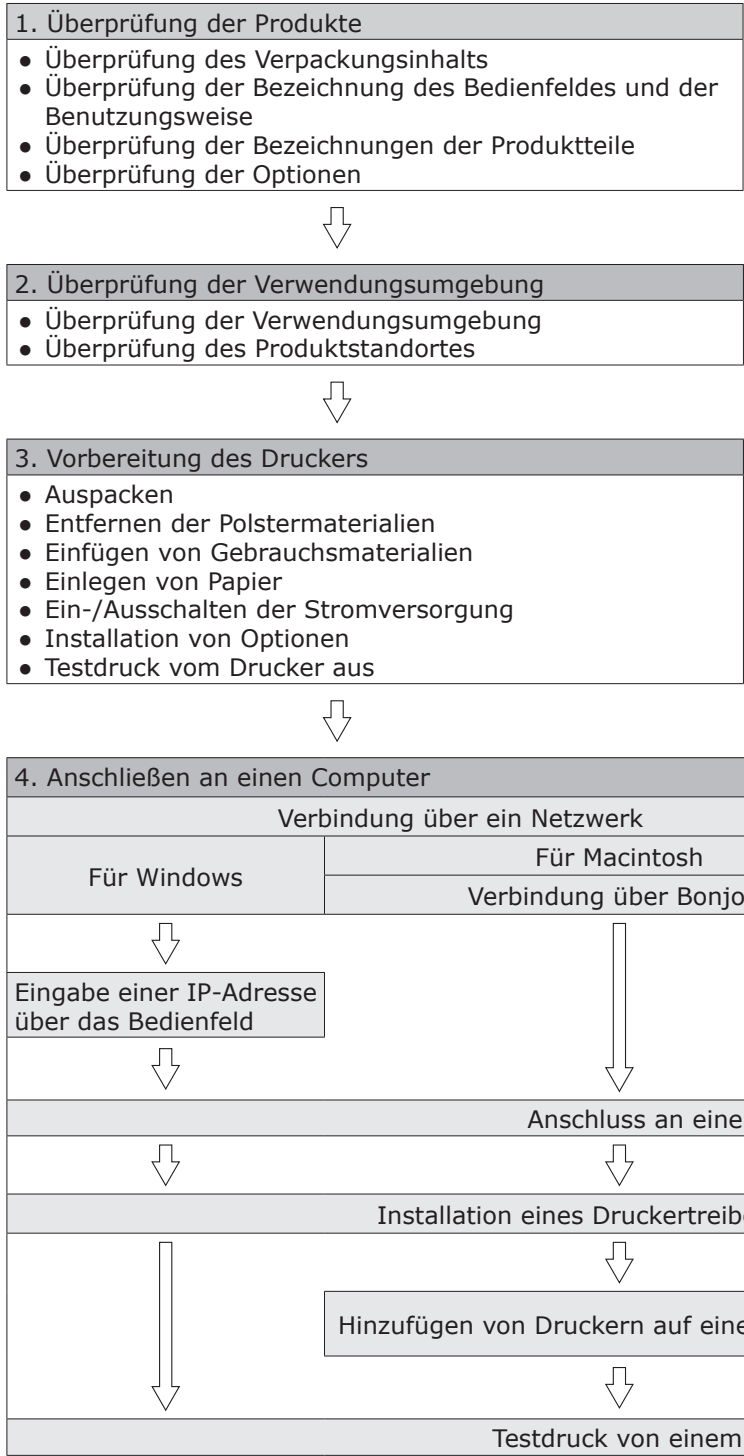 1. Überprüfung der Produkte
● Überprüfung des Verpackungsinhalts
● Überprüfung der Bezeichnung des Bedienfeldes und der
Benutzungsweise
● Überprüfung der Bezeichnungen der Produktteile
● Überprüfung der Optionen
2. Überprüfung der Verwendungsumgebung
● Überprüfung der Verwendungsumgebung
● Überprüfung des Produktstandortes
3. Vorbereitung des Druckers
● Auspacken
● Entfernen der Polstermaterialien
● Einfügen von Gebrauchsmaterialien
● Einlegen von Papier
● Ein-/Ausschalten der Stromversorgung
● Installation von Optionen
● Testdruck vom Drucker aus
4. Anschließen an einen Computer
Verbindung über ein Netzwerk
Für Windows
Für Macintosh
Verbindung über Bonjo
Eingabe einer IP-Adresse
über das Bedienfeld
Anschluss an eine
Installation eines Druckertreib
Hinzufügen von Druckern auf eine
Testdruck von einem